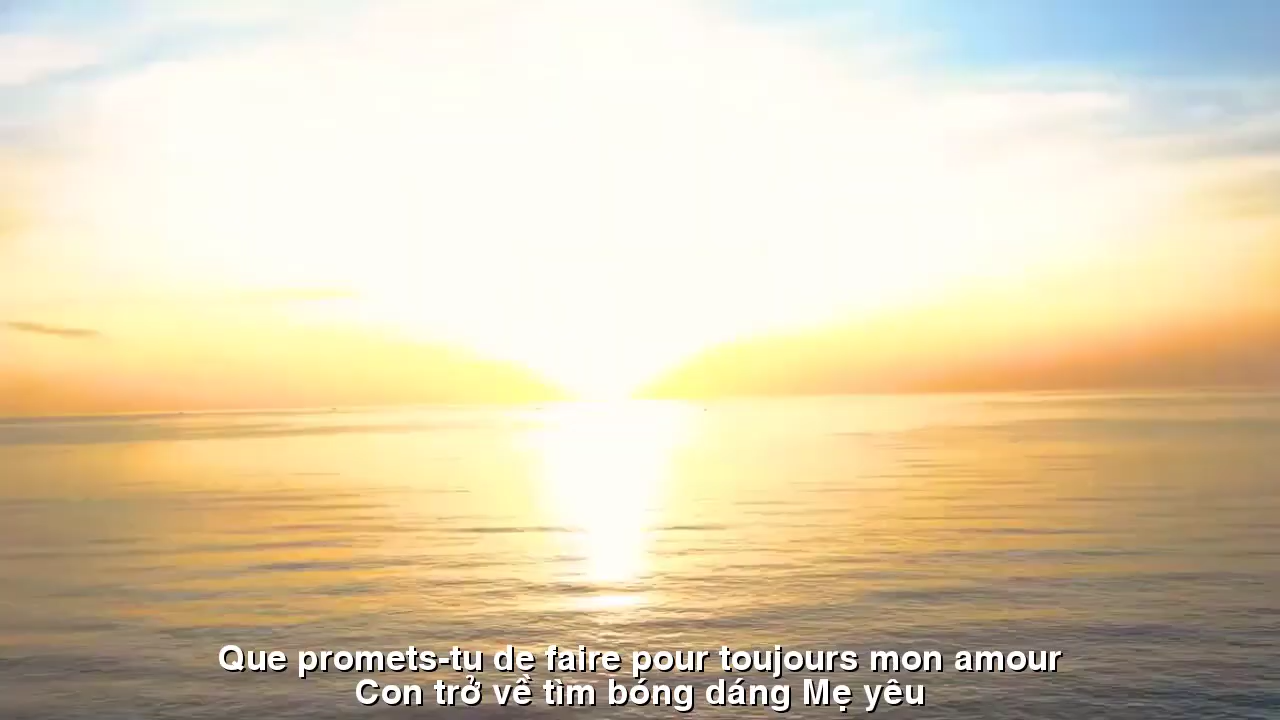 Que promets-tu de faire pour toujours mon amour
Con trở về tìm bóng dáng Mẹ yêu